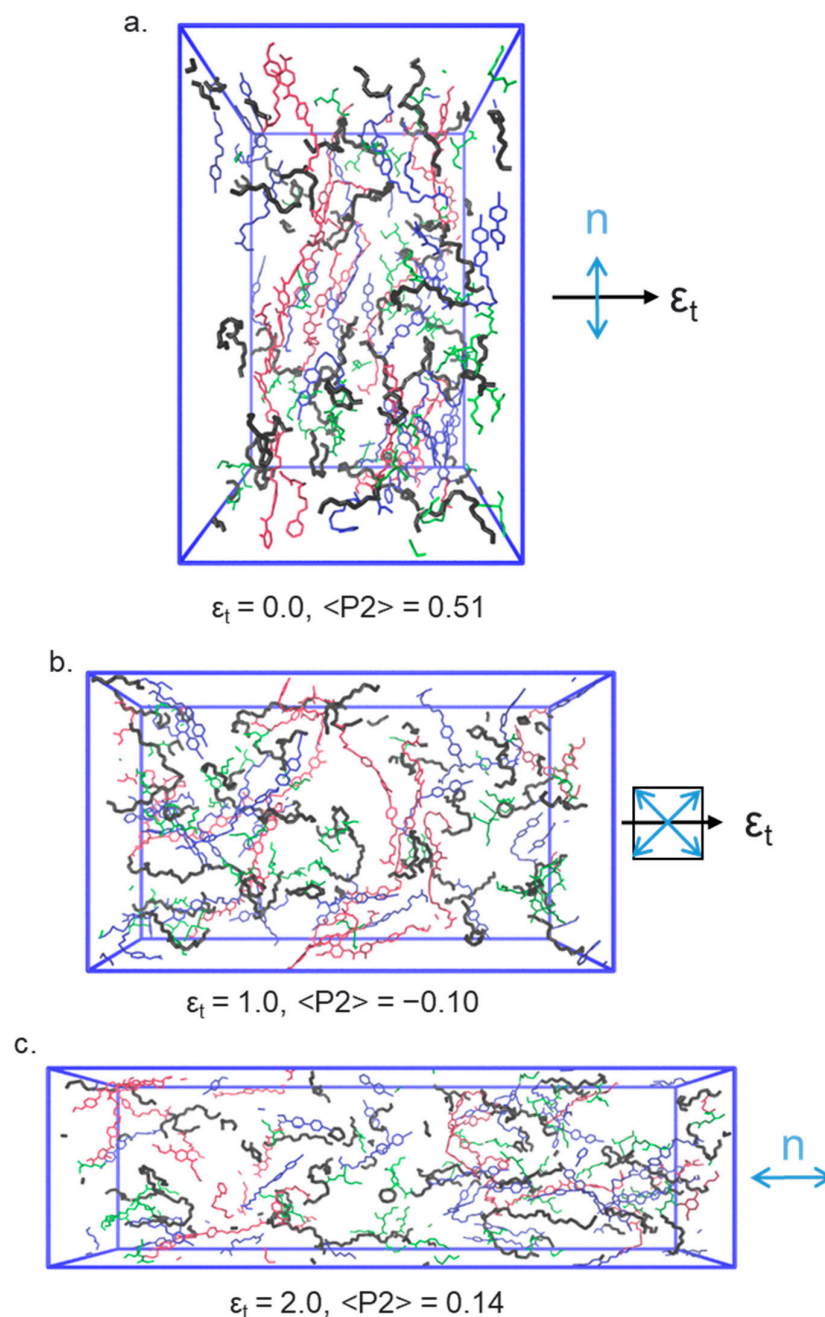 a.
n
εt
εt = 0.0, <P2> = 0.51
b.
εt
εt = 1.0, <P2> = −0.10
c.
n
εt = 2.0, <P2> = 0.14